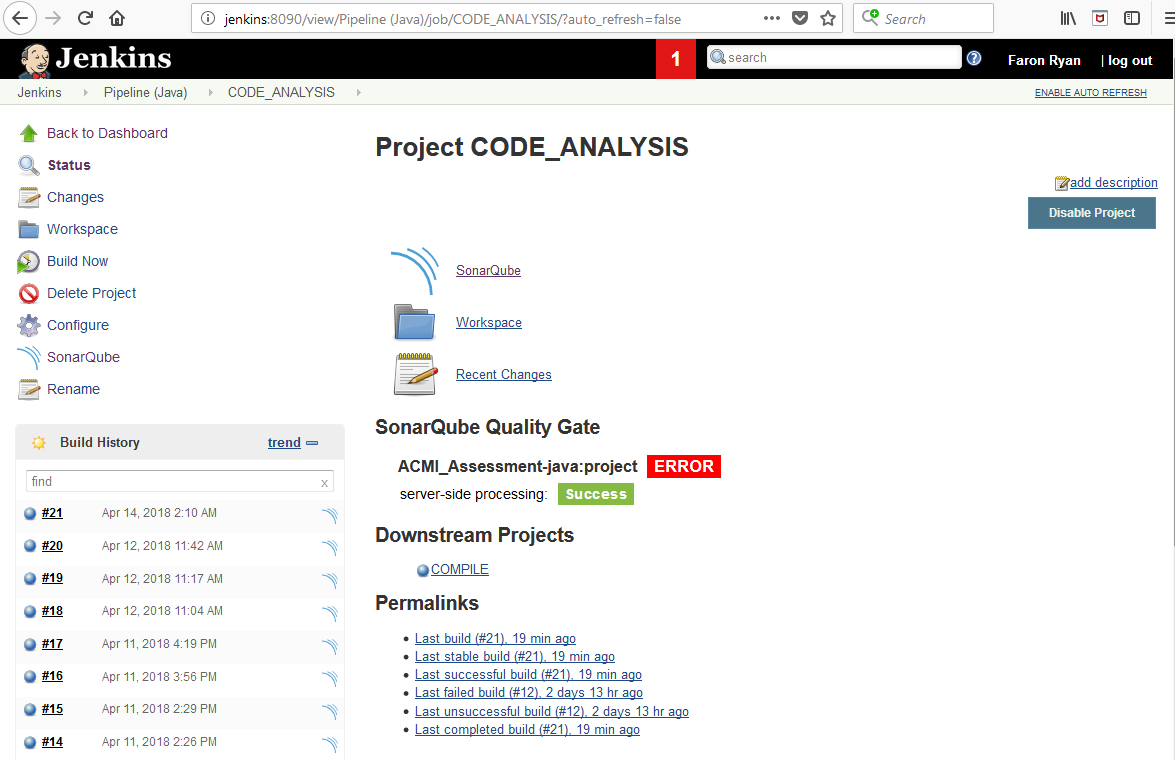 jenkins:8090/view/Pipeline (Java)/job/CODE_ANALYSIS/?auto_refresh=false
Search
Jenkins
1
search
Faron Ryan
| log out
Jenkins
Pipeline (Java)
CODE_ANALYSIS
ENABLE AUTO REFRESH
Back to Dashboard
Status
Changes
Workspace
Build Now
Delete Project
Configure
SonarQube
Rename
Build History
trend
find
x
#21 Apr 14, 2018 2:10 AM
#20 Apr 12, 2018 11:42 AM
#19 Apr 12, 2018 11:17 AM
#18 Apr 12, 2018 11:04 AM
#17 Apr 11, 2018 4:19 PM
#16 Apr 11, 2018 3:56 PM
#15 Apr 11, 2018 2:29 PM
#14 Apr 11, 2018 2:26 PM
Project CODE_ANALYSIS
add description
Disable Project
SonarQube
Workspace
Recent Changes
SonarQube Quality Gate
ACMI_Assessment-java:project ERROR
server-side processing: Success
Downstream Projects
COMPILE
Permalinks
• Last build (#21), 19 min ago
• Last stable build (#21), 19 min ago
• Last successful build (#21), 19 min ago
• Last failed build (#12), 2 days 13 hr ago
• Last unsuccessful build (#12), 2 days 13 hr ago
• Last completed build (#21), 19 min ago